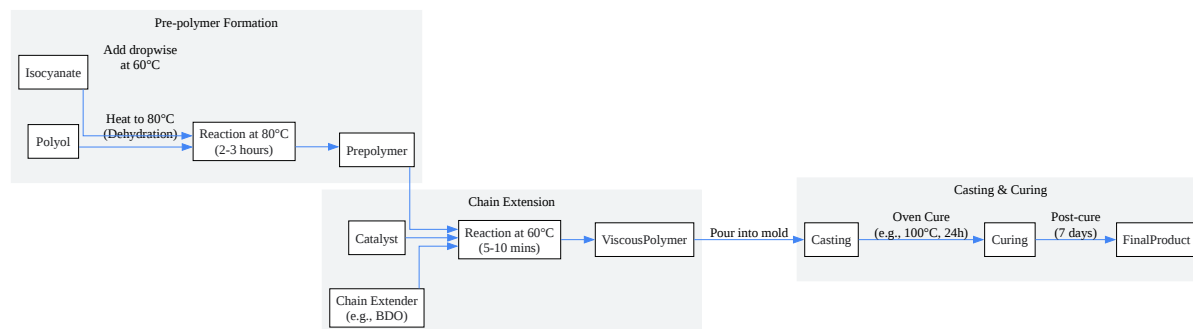 Pre-polymer Formation
Add dropwise
at 60°C
Isocyanate
Heat to 80°C
(Dehydration)
Polyol
Reaction at 80°C
(2-3 hours)
Prepolymer
Chain Extension
Catalyst
Reaction at 60°C
(5-10 mins)
ViscousPolymer
Chain Extender
(e.g., BDO)
Pour into mold
Casting & Curing
Casting
Oven Cure
(e.g., 100°C, 24h)
Curing
Post-cure
(7 days)
FinalProduct